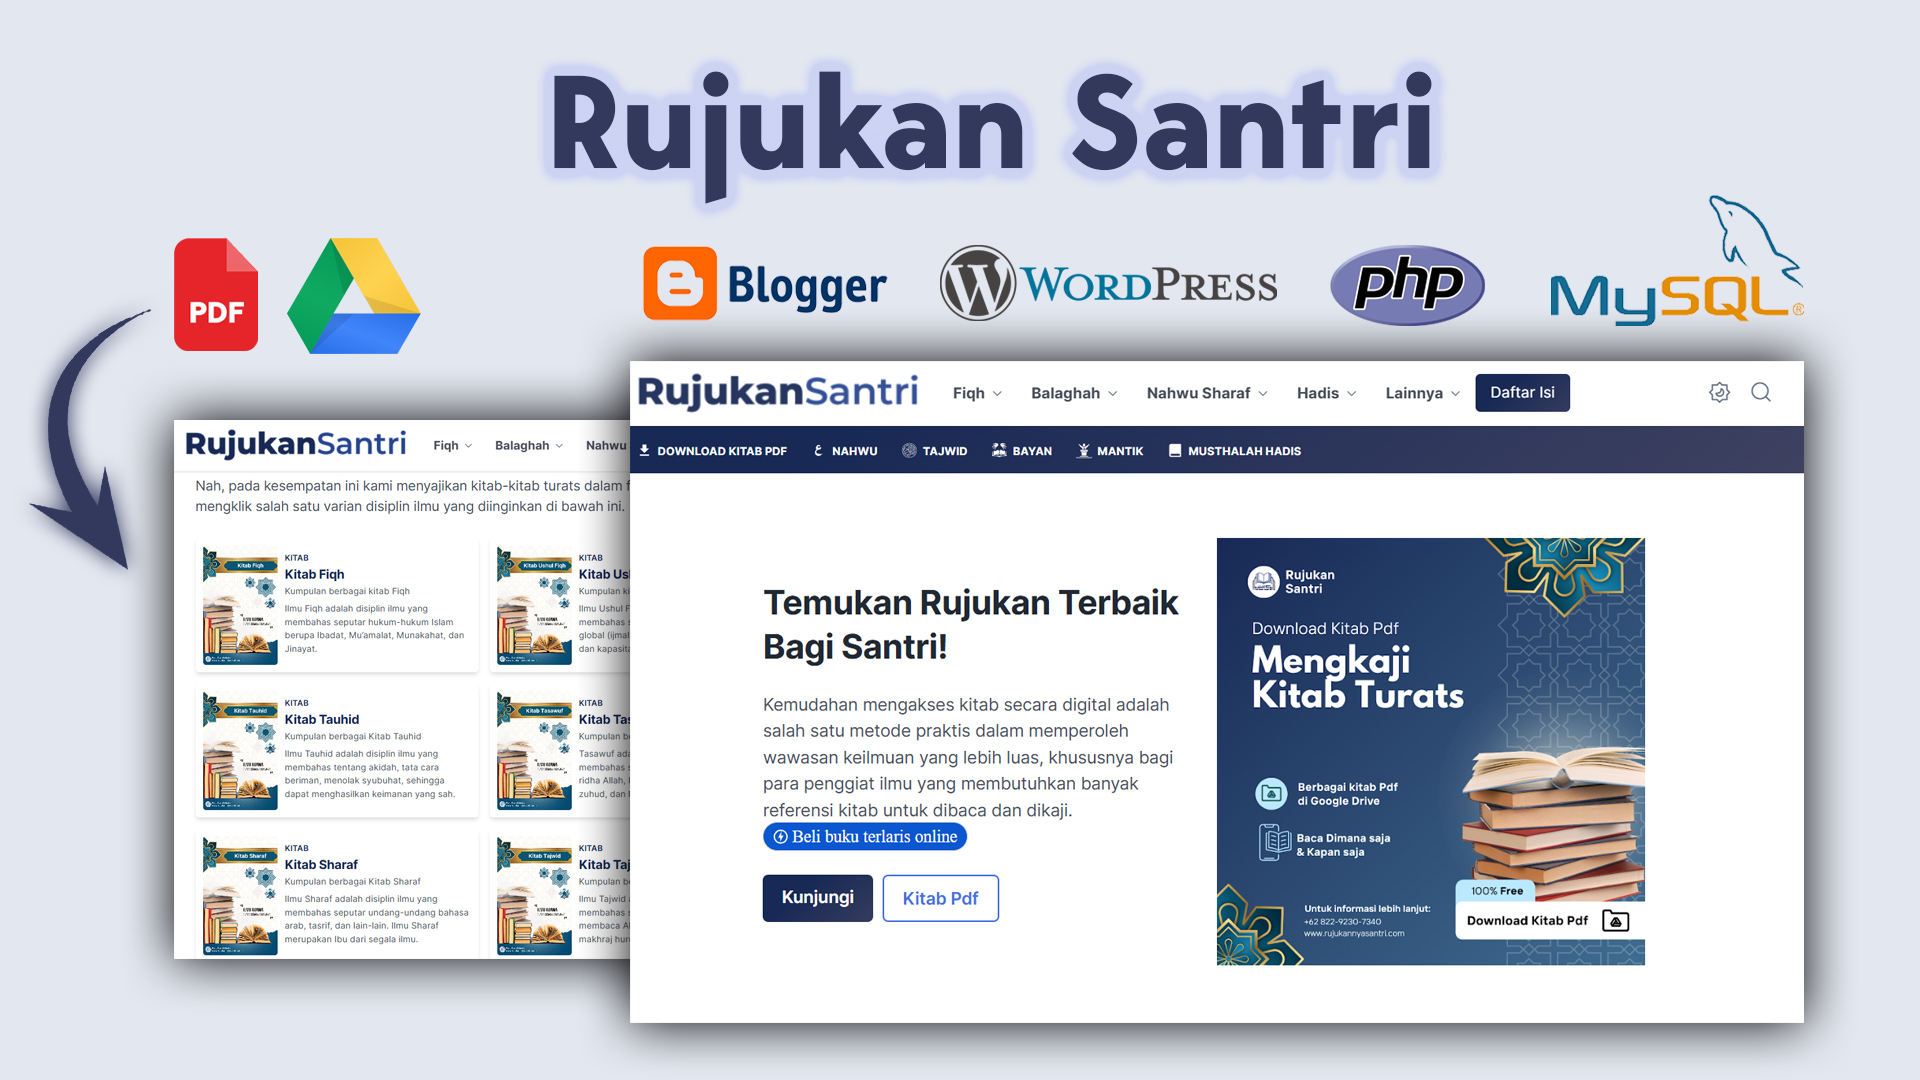 Rujukan Santri
PDF
Blogger
WORDPRESS
php
MySQL®
RujukanSantri
Fiqh
Balaghah
Nahwu
Nah, pada kesempatan ini kami menyajikan kitab-kitab turats dalam f
mengklik salah satu varian disiplin ilmu yang diinginkan di bawah ini.
Kitab Fiqh
KITAB
Kitab Fiqh
Kumpulan berbagai kitab Fiqh
Ilmu Fiqh adalah disiplin ilmu yang
membahas seputar hukum-hukum Islam
berupa Ibadat, Mu'amalat, Munakahat, dan
Jinayat.
Kitab Ushul Fiqh
KITAB
Kitab Us
Kumpulan ki
Ilmu Ushul F
membahas s
global (ijmal
dan kapasita
Kitab Tauhid
KITAB
Kitab Tauhid
Kumpulan berbagai Kitab Tauhid
Ilmu Tauhid adalah disiplin ilmu yang
membahas tentang akidah, tata cara
beriman, menolak syubuhat, sehingga
dapat menghasilkan keimanan yang sah.
Kitab Tasawuf
KITAB
Kitab Tas
Kumpulan be
Tasawuf ada
membahas s
ridha Allah,
zuhud, dan
Kitab Sharaf
KITAB
Kitab Sharaf
Kumpulan berbagai Kitab Sharaf
Ilmu Sharaf adalah disiplin ilmu yang
membahas seputar undang-undang bahasa
arab, tasrif, dan lain-lain. Ilmu Sharaf
merupakan Ibu dari segala ilmu.
Kitab Tajwid
KITAB
Kitab Taj
Kumpulan be
Ilmu Tajwid
membahas
membaca Al
makhraj huru
RujukanSantri
Fiqh
Balaghah
Nahwu Sharaf
Hadis
Lainnya
Daftar Isi
DOWNLOAD KITAB PDF
NAHWU
TAJWID
BAYAN
MANTIK
MUSTHALAH HADIS
Temukan Rujukan Terbaik
Bagi Santri!
Kemudahan mengakses kitab secara digital adalah
salah satu metode praktis dalam memperoleh
wawasan keilmuan yang lebih luas, khususnya bagi
para penggiat ilmu yang membutuhkan banyak
referensi kitab untuk dibaca dan dikaji.
Beli buku terlaris online
Kunjungi
Kitab Pdf
Rujukan
Santri
Download Kitab Pdf
Mengkaji
Kitab Turats
Berbagai kitab Pdf
di Google Drive
Baca Dimana saja
& Kapan saja
100% Free
Download Kitab Pdf
Untuk informasi lebih lanjut:
+62 822-9230-7340
www.rujukannyasantri.com